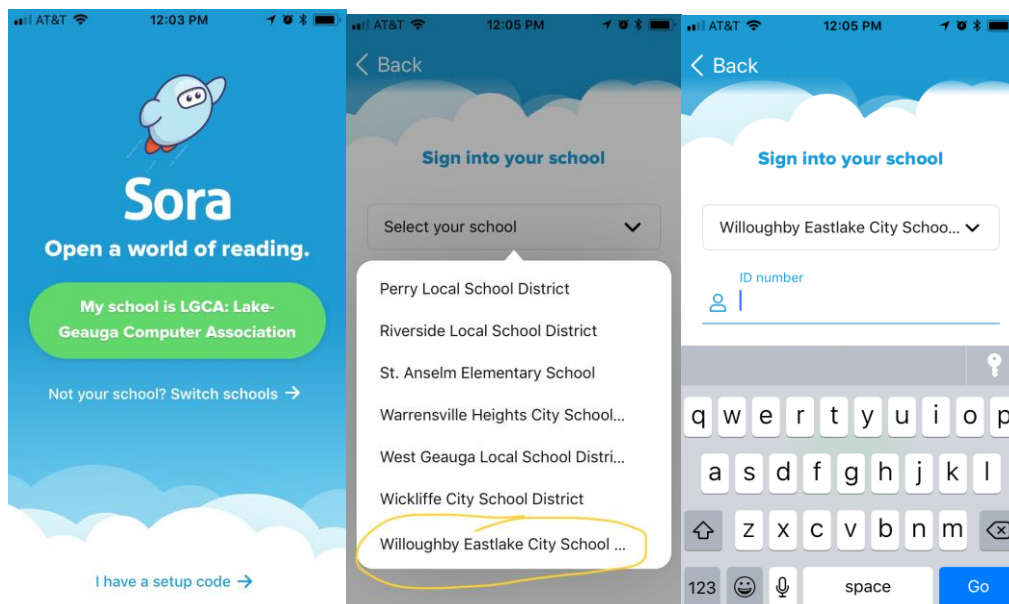 AT&T 12:03 PM
Sora
Open a world of reading.
My school is LGCA: Lake-
Geauga Computer Association
Not your school? Switch schools →
I have a setup code →
AT&T 12:05 PM
Back
Sign into your school
Select your school
Perry Local School District
Riverside Local School District
St. Anselm Elementary School
Warrensville Heights City School...
West Geauga Local School Distri...
Wickliffe City School District
Willoughby Eastlake City School ...
AT&T 12:05 PM
Back
Sign into your school
Willoughby Eastlake City Schoo...
ID number
q w e r t y u i o p
a s d f g h j k l
z x c v b n m
123 space Go